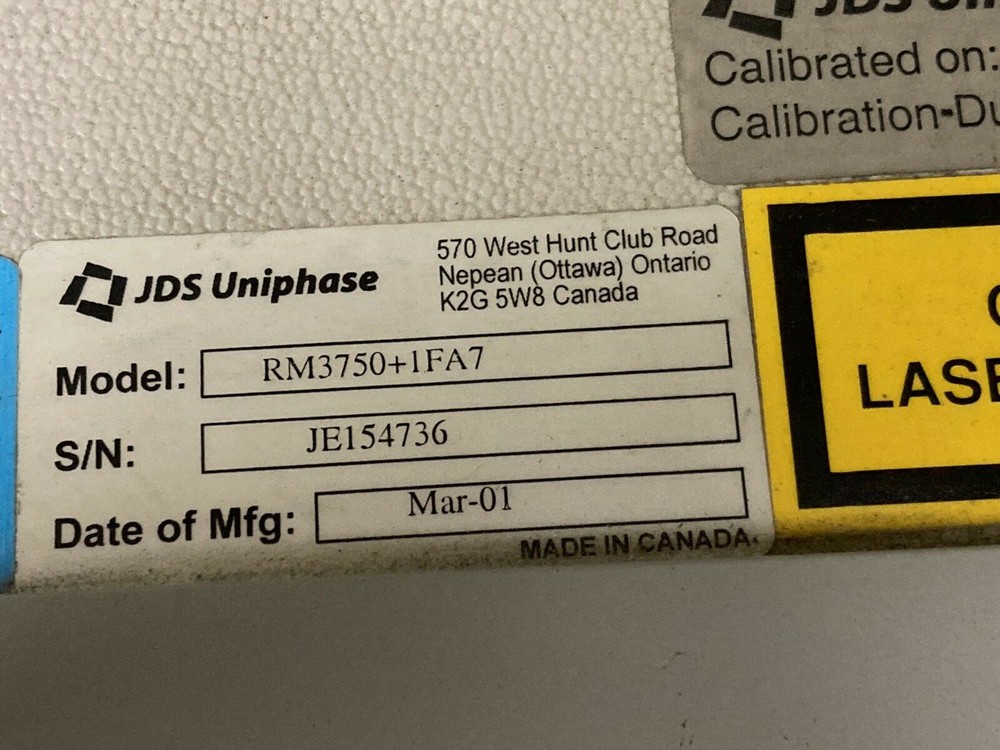 Calibrated on:
JDS Uniphase
570 West Hunt Club Road
Nepean (Ottawa) Ontario
K2G 5W8 Canada
Model: RM3750+1FA7
S/N: JE154736
Date of Mfg: Mar-01
MADE IN CANADA.